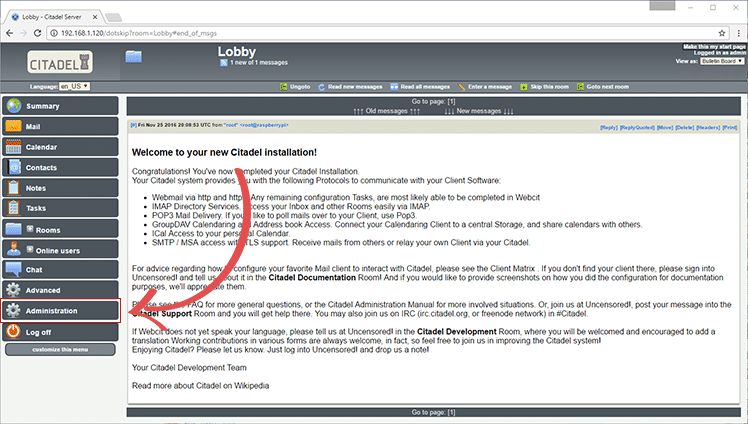 Lobby - Citadel Server
192.168.1.120/dotskip?room=Lobby#end_of_msgs
CITADEL
Lobby
1 new of 1 messages
Make this my start page
Logged in as admin
View as: Bulletin Board
Language: en_US
Ungoto Read new messages Read all messages Enter a message Skip this room Goto next room
Summary
Mail
Calendar
Contacts
Notes
Tasks
Rooms
Online users
Chat
Advanced
Administration
Log off
customize this menu
Go to page: [1]
↑↑↑ Old messages ↑↑↑ ↓↓↓ New messages ↓↓↓
[#] Fri Nov 25 2016 20:08:53 UTC from "root" <root@raspberrypi> [Reply] [ReplyQuoted] [Move] [Delete] [Headers] [Print]
Welcome to your new Citadel installation!
Congratulations! You've now completed your Citadel Installation.
Your Citadel system provides you with the following Protocols to communicate with your Client Software:
Webmail via http and https. Any remaining configuration Tasks, are most likely able to be completed in Webcit
IMAP Directory Services. Access your Inbox and other Rooms easily via IMAP.
POP3 Mail Delivery. If you'd like to poll mails over to your Client, use Pop3.
GroupDAV Calendaring and Address book Access. Connect your Calendaring Client to a central Storage, and share calendars with others.
ICal Access to your personal Calendar.
SMTP / MSA access with TLS support. Receive mails from others or relay your own Client via your Citadel.
For advice regarding how to configure your favorite Mail client to interact with Citadel, please see the Client Matrix . If you don't find your client there, please sign into
Uncensored! and tell us about it in the Citadel Documentation Room! And if you would like to provide screenshots on how you did the configuration for documentation
purposes, we'll appreciate them.
Please see the FAQ for more general questions, or the Citadel Administration Manual for more involved situations. Or, join us at Uncensored!, post your message into the
Citadel Support Room and you will get help there. You may also join us on IRC (irc.citadel.org, or freenode network) in #Citadel.
If Webcit does not yet speak your language, please tell us at Uncensored! in the Citadel Development Room, where you will be welcomed and encouraged to add a
translation Working contributions in various forms are always welcome, in fact, so feel free to join us in improving the Citadel system!
Enjoying Citadel? Please let us know. Just log into Uncensored! and drop us a note!
Your Citadel Development Team
Read more about Citadel on Wikipedia
Go to page: [1]